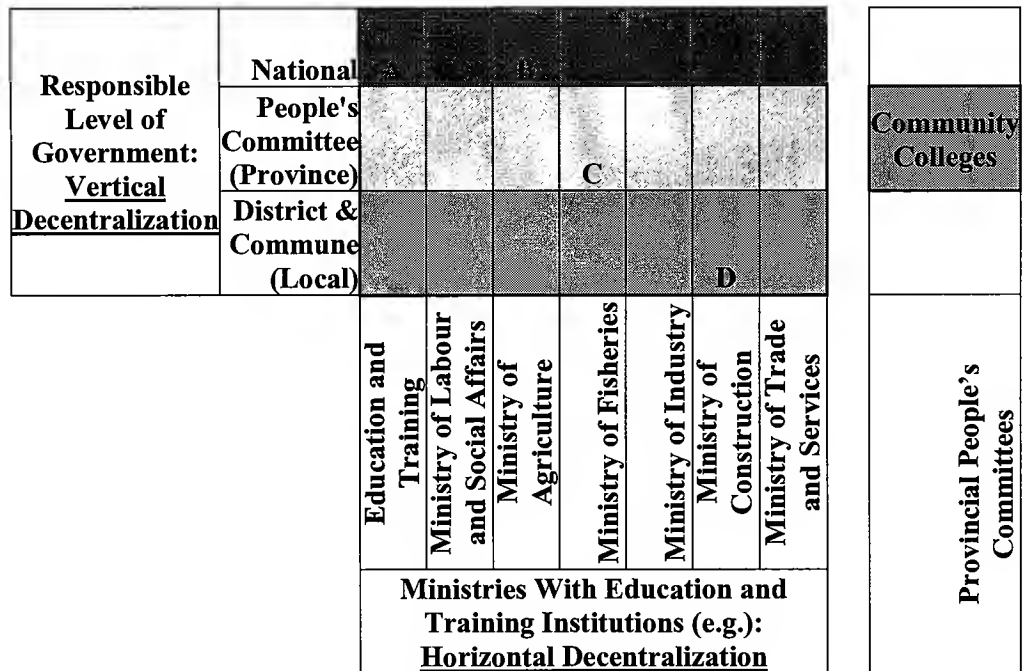 Responsible
Level of
Government:
Vertical
Decentralization
National
A
B
People's
Committee
(Province)
C
District &
Commune
(Local)
D
Community
Colleges
Education and
Training
Ministry of Labour
and Social Affairs
Ministry of
Agriculture
Ministry of Fisheries
Ministry of Industry
Ministry of
Construction
Ministry of Trade
and Services
Provincial People's
Committees
Ministries With Education and
Training Institutions (e.g.):
Horizontal Decentralization